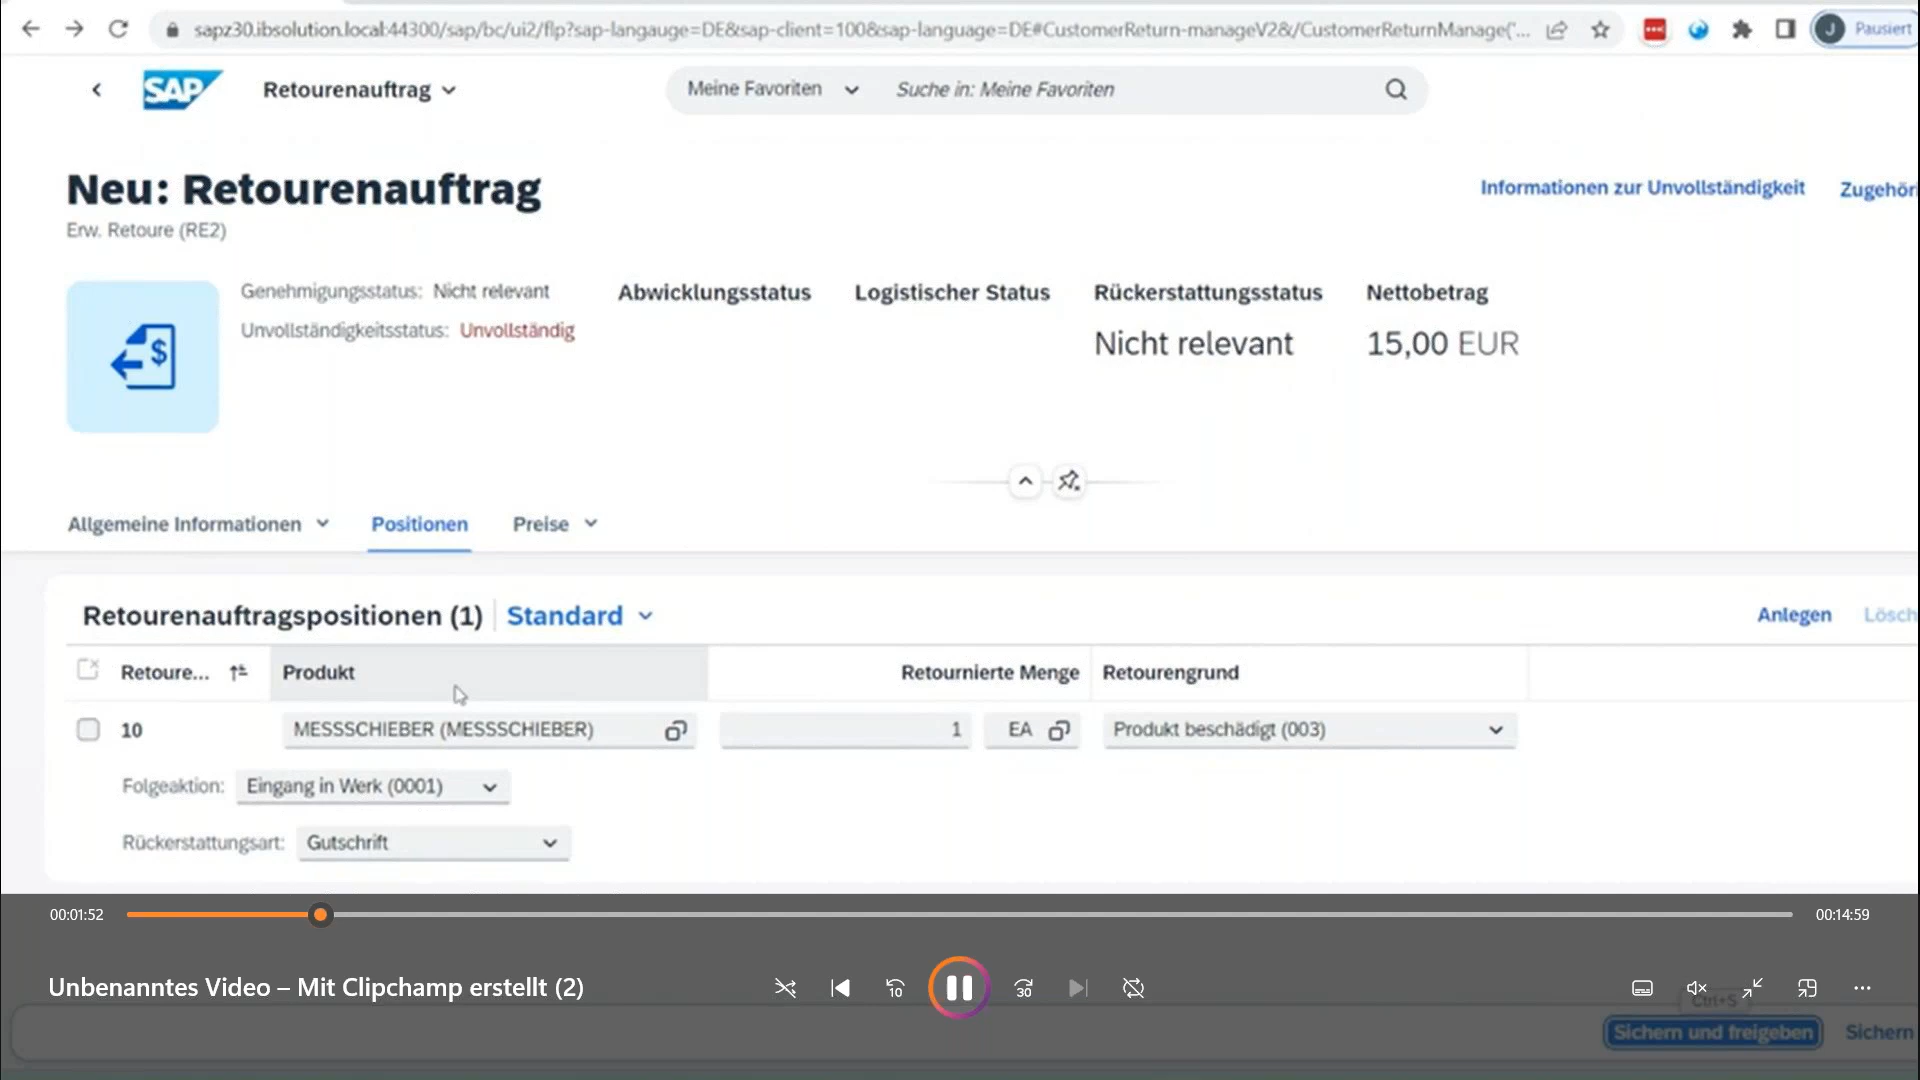 sapz30.ibsolution.local:44300/sap/bc/ui2/flp?sap-langauge=DE&sap-client=100&sap-language=DE#CustomerReturn-manageV2&/CustomerReturnManage('...
J Pausiert
SAP Retourenauftrag
Meine Favoriten Suche in: Meine Favoriten
Neu: Retourenauftrag
Informationen zur Unvollständigkeit Zugehöri
Erw. Retoure (RE2)
Genehmigungsstatus: Nicht relevant
Unvollständigkeitsstatus: Unvollständig
Abwicklungsstatus
Logistischer Status
Rückerstattungsstatus
Nicht relevant
Nettobetrag
15,00 EUR
$
Allgemeine Informationen Positionen Preise
Retourenauftragspositionen (1) Standard
Anlegen Lösch
Retoure... Produkt Retournierte Menge Retourengrund
10 MESSSCHIEBER (MESSSCHIEBER) 1 EA Produkt beschädigt (003)
Folgeaktion: Eingang in Werk (0001)
Rückerstattungsart: Gutschrift
00:01:52 00:14:59
Unbenanntes Video – Mit Clipchamp erstellt (2)
10 30
Ctrl+S
Sichern und freigeben Sichern